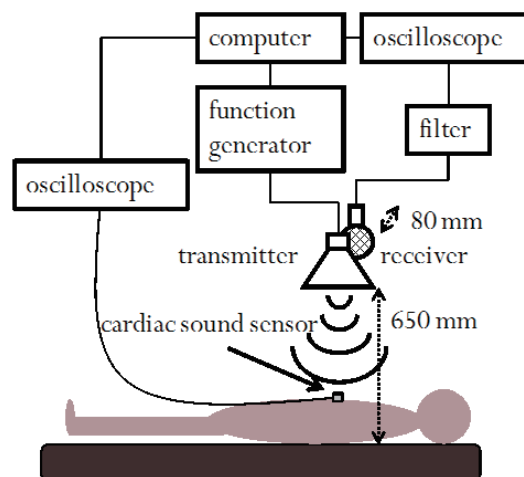 computer
oscilloscope
function
generator
filter
oscilloscope
80 mm
transmitter
receiver
650 mm
cardiac sound sensor